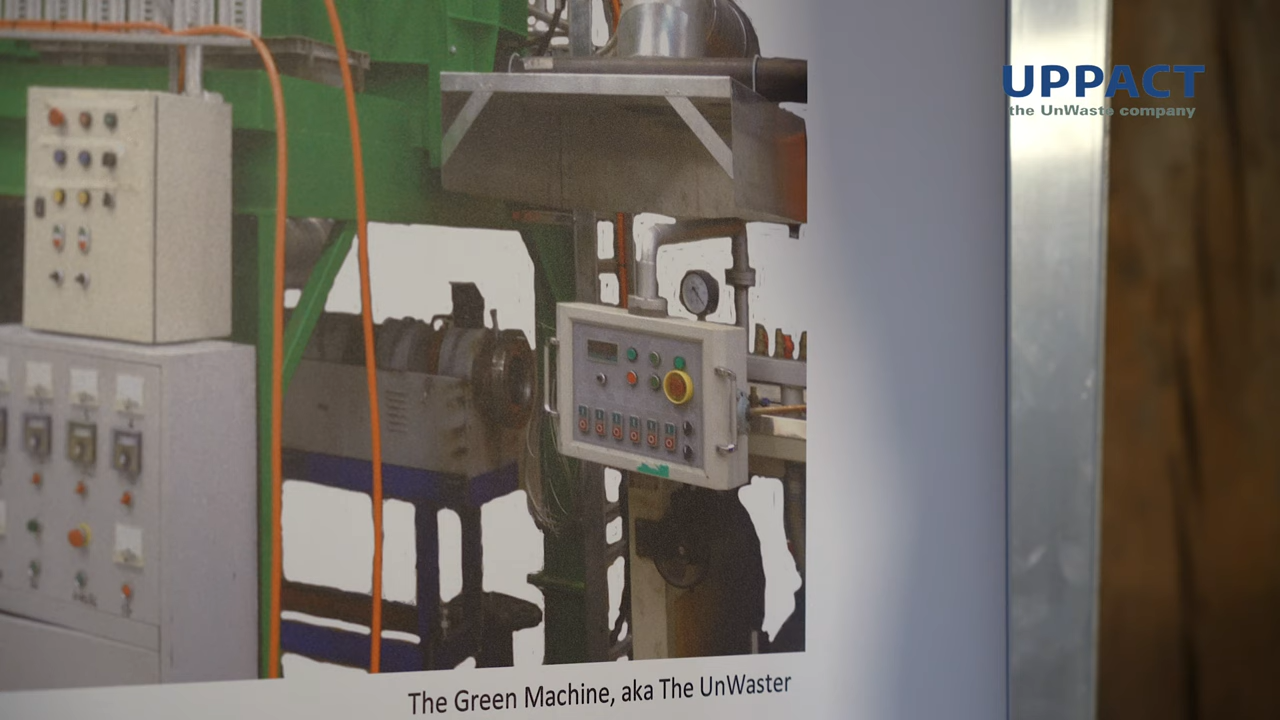 UPPACT
the UnWaste company
The Green Machine, aka The UnWaster